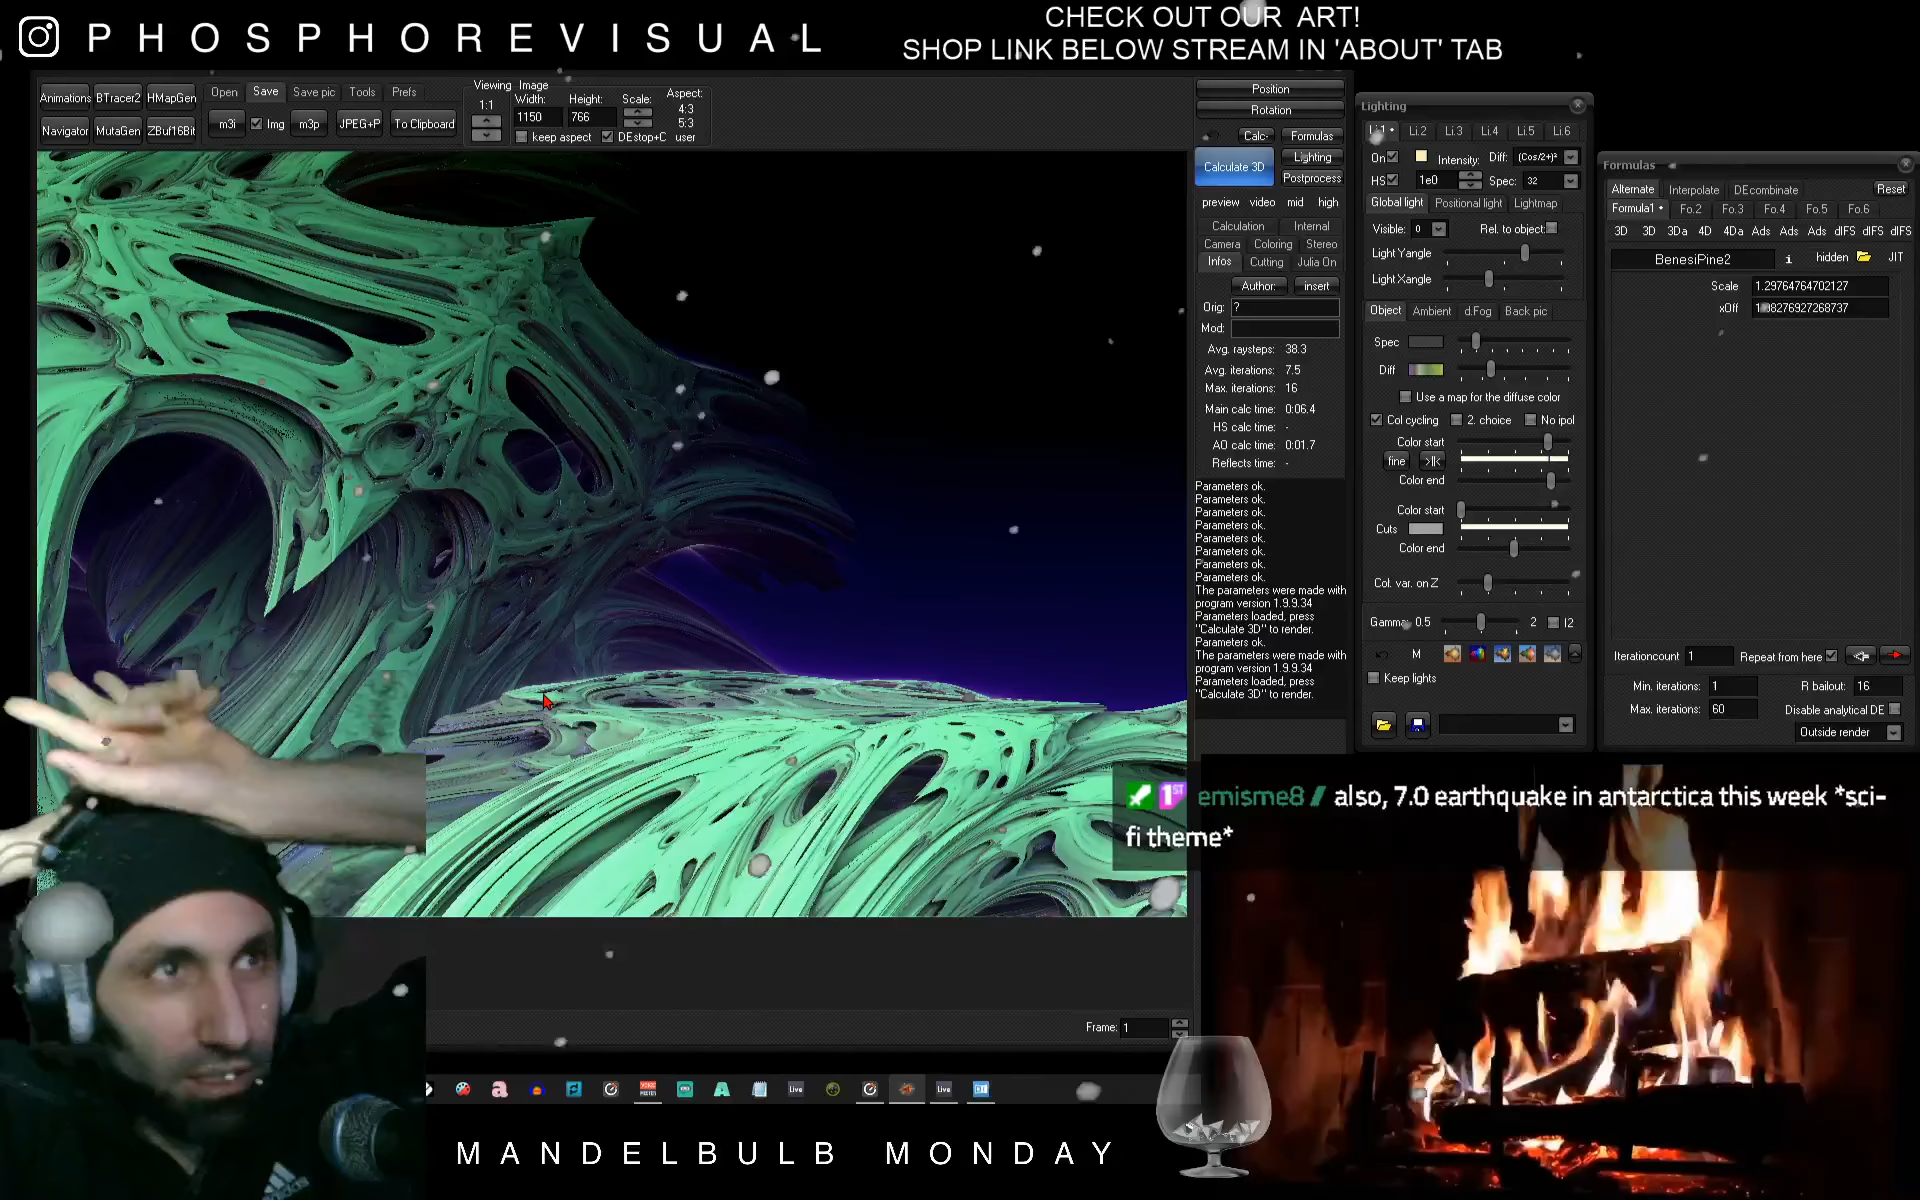 PHOSPHOREVISUAL
CHECK OUT OUR ART!
SHOP LINK BELOW STREAM IN 'ABOUT' TAB
Animations BTracer2 HMapGen
Navigator MutaGen ZBuf16Bit
Open Save Save pic Tools Prefs
m3i Img m3p JPEG+P To Clipboard
Viewing Image
1:1
Width: Height: Scale:
1150 766
keep aspect DEstop+C
Aspect:
4:3
5:3
user
Position
Rotation
Calc- Formulas
Calculate 3D Lighting
Postprocess
preview video mid high
Calculation Internal
Camera Coloring Stereo
Infos Cutting Julia On
Author: insert
Orig: ?
Mod:
Avg. raysteps: 38.3
Avg. iterations: 7.5
Max. iterations: 16
Main calc time: 0:06.4
HS calc time: -
AO calc time: 0:01.7
Reflects time: -
Parameters ok.
Parameters ok.
Parameters ok.
Parameters ok.
Parameters ok.
Parameters ok.
Parameters ok.
Parameters ok.
The parameters were made with
program version 1.9.9.34
Parameters loaded, press
"Calculate 3D" to render.
Parameters ok.
The parameters were made with
program version 1.9.9.34
Parameters loaded, press
"Calculate 3D" to render.
Lighting
Li.2 Li.3 Li.4 Li.5 Li.6
On Intensity: Diff: (Cos/2+)²
HS 1e0 Spec: 32
Global light Positional light Lightmap
Visible: 0 Rel. to object:
Light Yangle
Light Xangle
Object Ambient d.Fog Back pic
Spec
Diff
Use a map for the diffuse color
Col cycling 2. choice No ipol
Color start
fine >|<
Color end
Color start
Cuts
Color end
Col. var. on Z
0.5 2 I2
M
Keep lights
Formulas
Alternate Interpolate DEcombinate Reset
Formula1 • Fo.2 Fo.3 Fo.4 Fo.5 Fo.6
3D 3D 3Da 4D 4Da Ads Ads Ads dIFS dIFS dIFS
BenesiPine2 i hidden JIT
Scale 1.29764764702127
xOff
Iterationcount 1 Repeat from here
Min. iterations: 1 R bailout: 16
Max. iterations: 60 Disable analytical DE
Outside render
1ST emisme8 // also, 7.0 earthquake in antarctica this week *sci-
fi theme*
Frame: 1
a A Live Live
adidas
MANDELBULB MONDAY